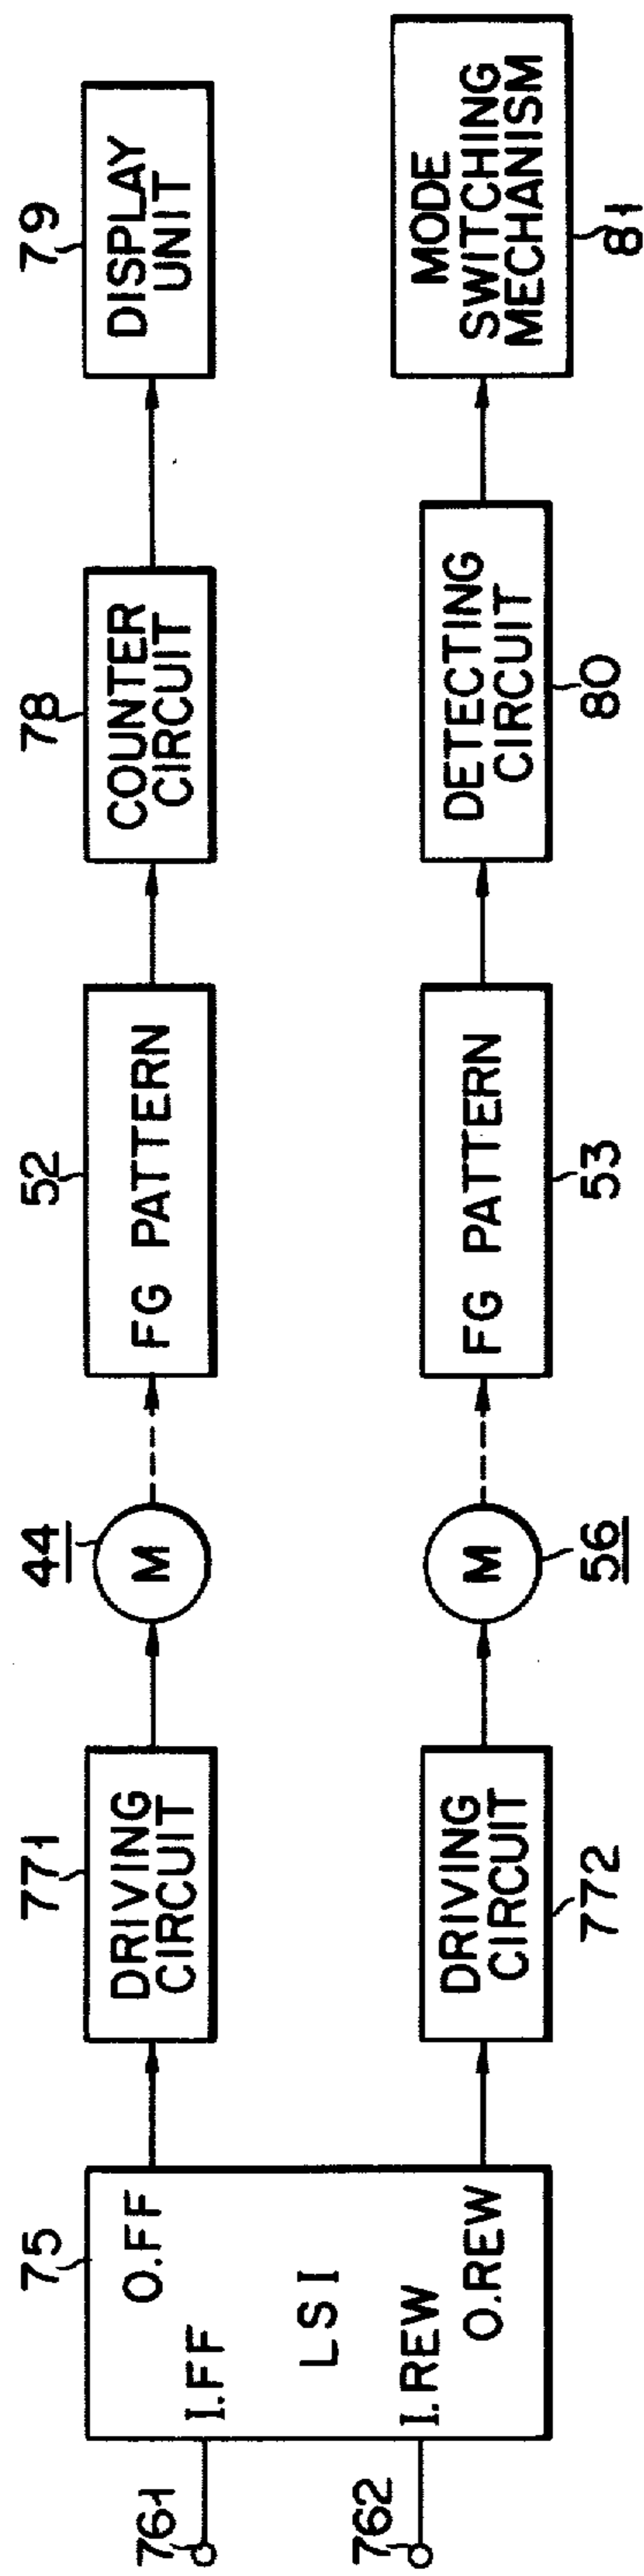 761
762
75
O.FF
I.FF
LSI
I.REW
O.REW
771
DRIVING
CIRCUIT
44
M
52
FG PATTERN
78
COUNTER
CIRCUIT
79
DISPLAY
UNIT
DRIVING
CIRCUIT
772
M
56
FG PATTERN
53
DETECTING
CIRCUIT
80
MODE
SWITCHING
MECHANISM
81